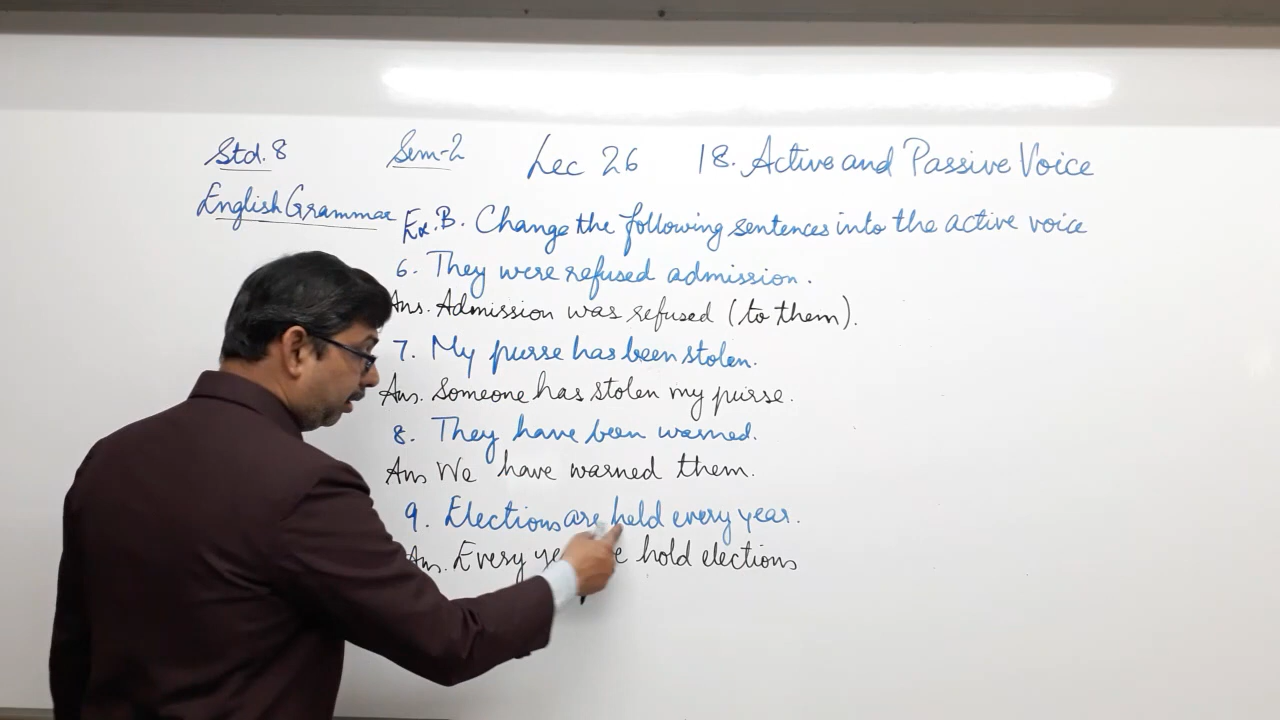 Std. 8 Sem-2 Lec 26 18. Active and Passive Voice
English Grammar
Ex. B. Change the following sentences into the active voice
6. They were refused admission.
Ans. Admission was refused (to them).
7. My purse has been stolen.
Ans. Someone has stolen my purse.
8. They have been warned.
Ans We have warned them.
9. Elections are held every year.
Ans. Every hold elections